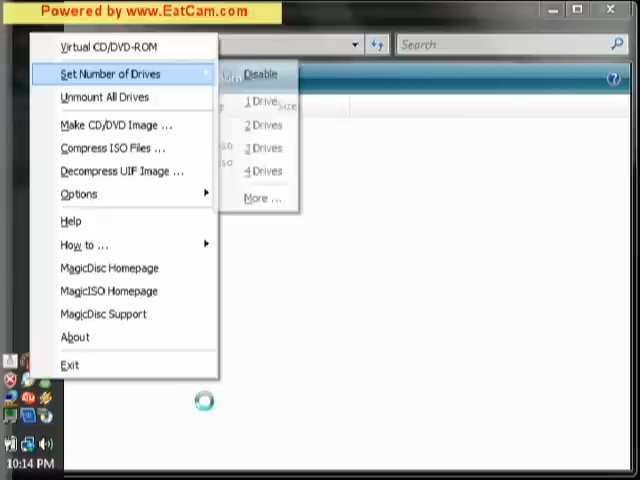 Powered by www.EatCam.com
Search
Virtual CD/DVD-ROM
Set Number of Drives
Unmount All Drives
Make CD/DVD Image ...
Compress ISO Files ...
Decompress UIF Image ...
Options
Help
How to ...
MagicDisc Homepage
MagicISO Homepage
MagicDisc Support
About
Exit
Disable
1 Drive
2 Drives
3 Drives
4 Drives
More ...
Size
10:14 PM